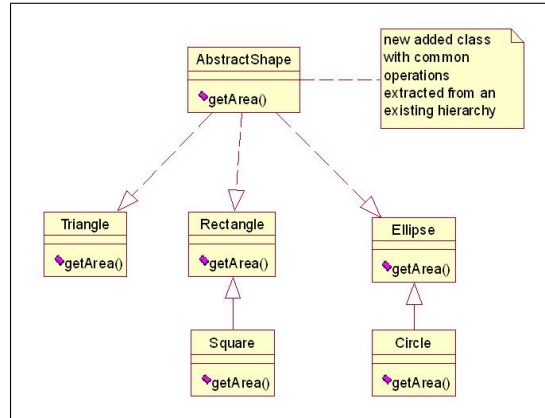 AbstractShape
getArea()
new added class
with common
operations
extracted from an
existing hierarchy
Triangle
getArea()
Rectangle
getArea()
Ellipse
getArea()
Square
getArea()
Circle
getArea()